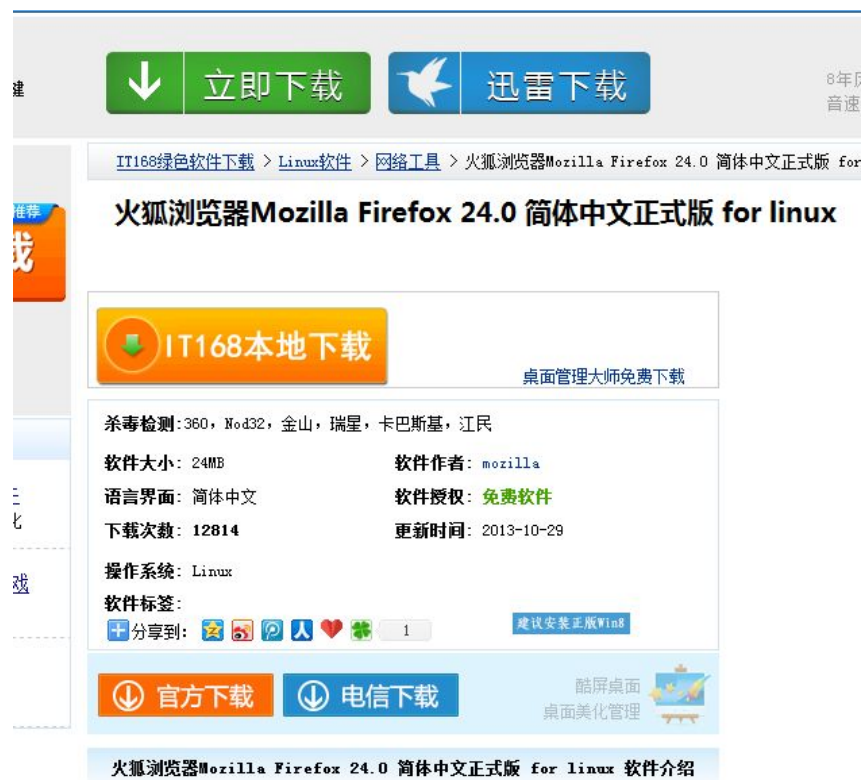 立即下载
迅雷下载
建
8年
音速
IT168绿色软件下载 > Linux软件 > 网络工具 > 火狐浏览器Mozilla Firefox 24.0 简体中文正式版 for
推荐
火狐浏览器Mozilla Firefox 24.0 简体中文正式版 for linux
IT168本地下载
桌面管理大师免费下载
杀毒检测:360，Nod32，金山，瑞星，卡巴斯基，江民
软件大小: 24MB 软件作者: mozilla
语言界面: 简体中文 软件授权: 免费软件
下载次数: 12814 更新时间: 2013-10-29
化
操作系统: Linux
戏
软件标签:
分享到: 1
建议安装正版Win8
官方下载
电信下载
酷屏桌面
桌面美化管理
火狐浏览器Mozilla Firefox 24.0 简体中文正式版 for linux 软件介绍